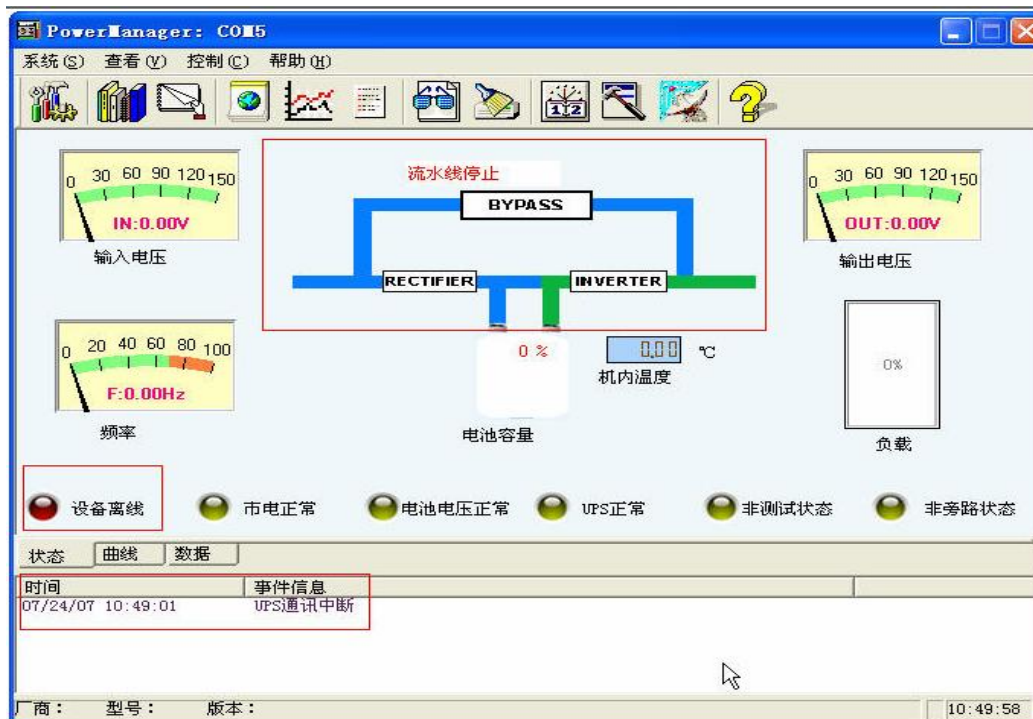 PowerManager: COM5
系统(S) 查看(V) 控制(C) 帮助(H)
0 30 60 90 120 150
IN:0.00V
输入电压
流水线停止
BYPASS
RECTIFIER
INVERTER
0 30 60 90 120 150
OUT:0.00V
输出电压
0 20 40 60 80 100
F:0.00Hz
频率
0 %
电池容量
0.00 ℃
机内温度
0%
负载
设备离线 市电正常 电池电压正常 UPS正常 非测试状态 非旁路状态
状态 曲线 数据
时间 事件信息
07/24/07 10:49:01 UPS通讯中断
厂商： 型号： 版本： 10:49:58